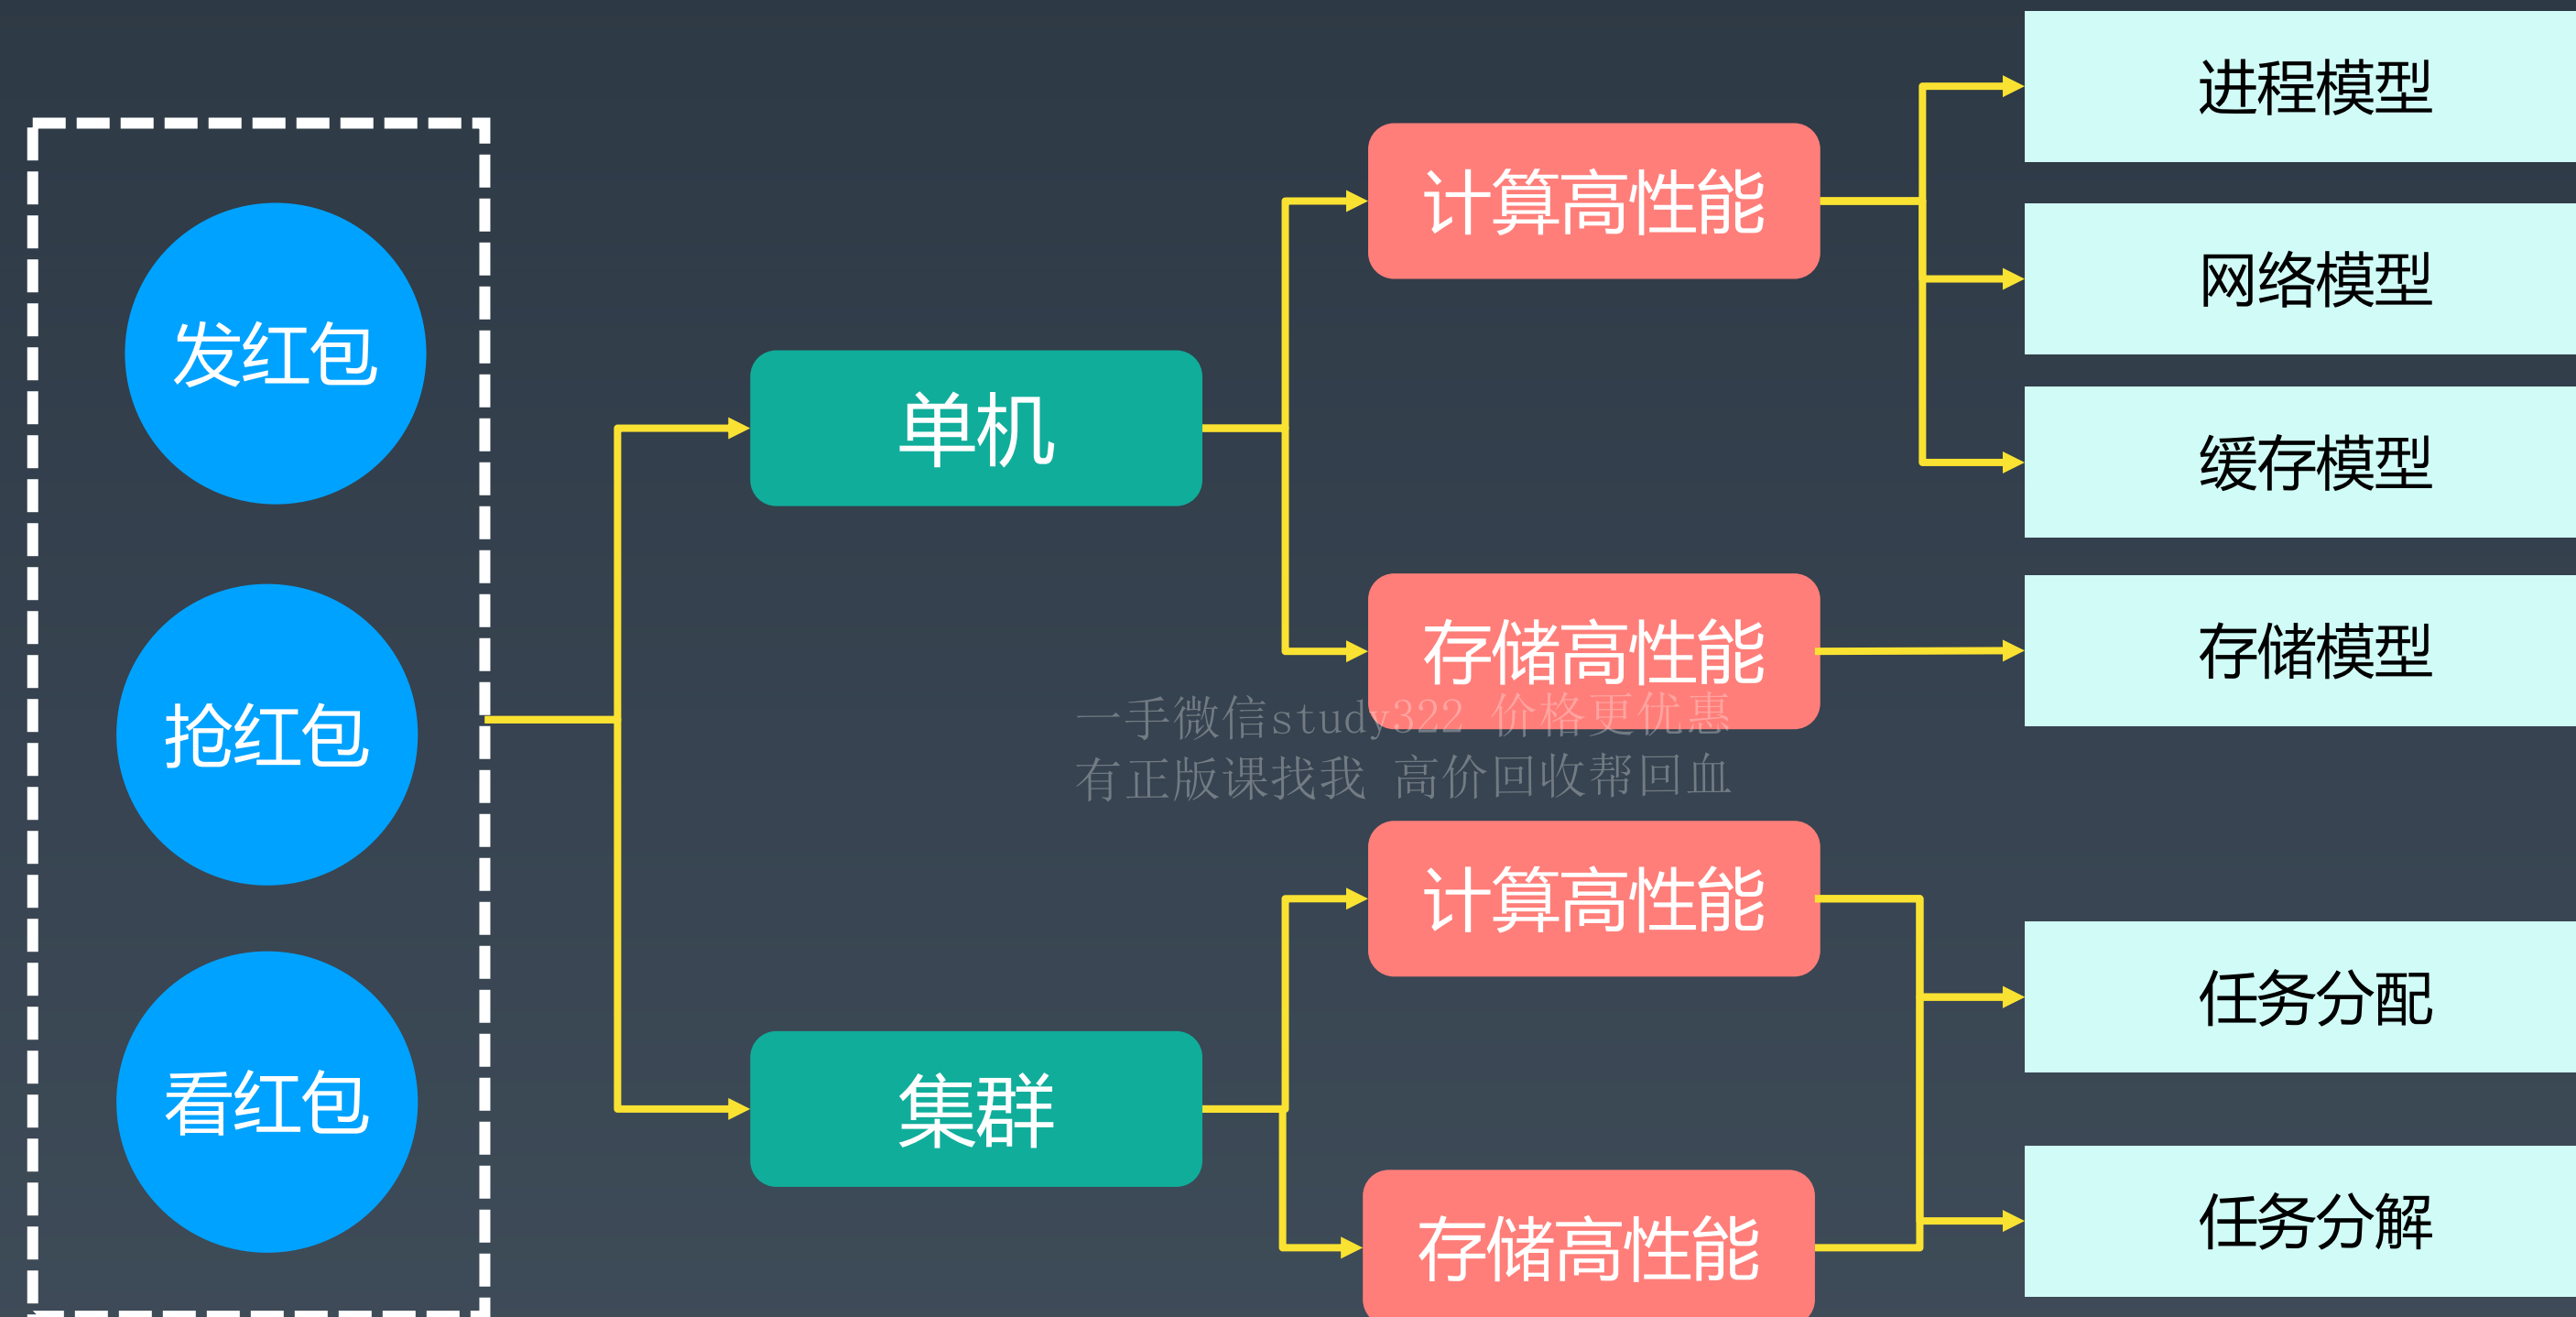 发红包
抢红包
看红包
单机
集群
计算高性能
存储高性能
一手微信study322 价格更优惠
有正版课找我 高价回收帮回血
计算高性能
存储高性能
进程模型
网络模型
缓存模型
存储模型
任务分配
任务分解